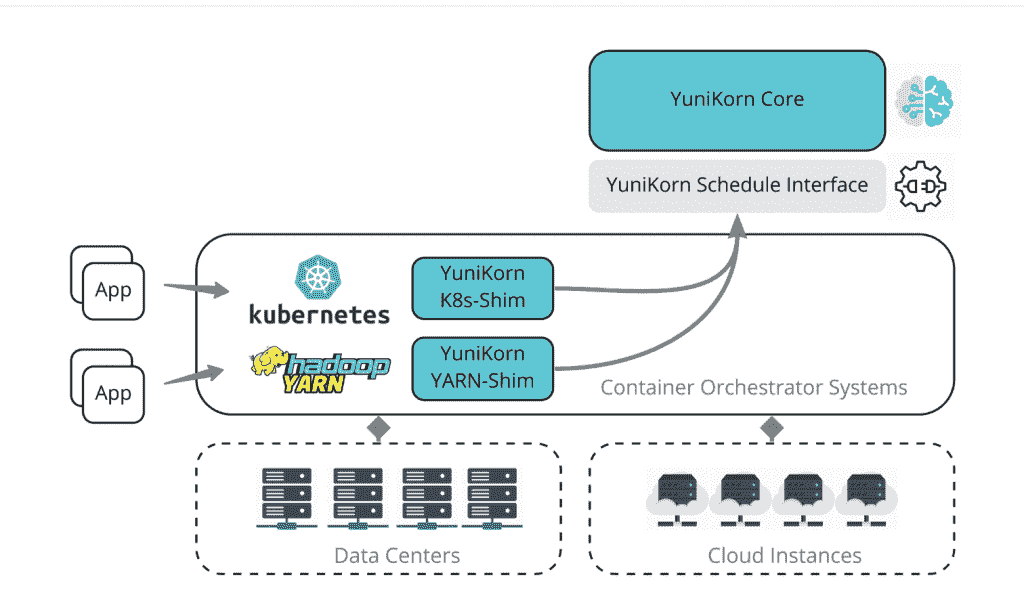 YuniKorn Core
YuniKorn Schedule Interface
App
kubernetes
YuniKorn
K8s-Shim
App
hadoop
YARN
YuniKorn
YARN-Shim
Container Orchestrator Systems
Data Centers
Cloud Instances